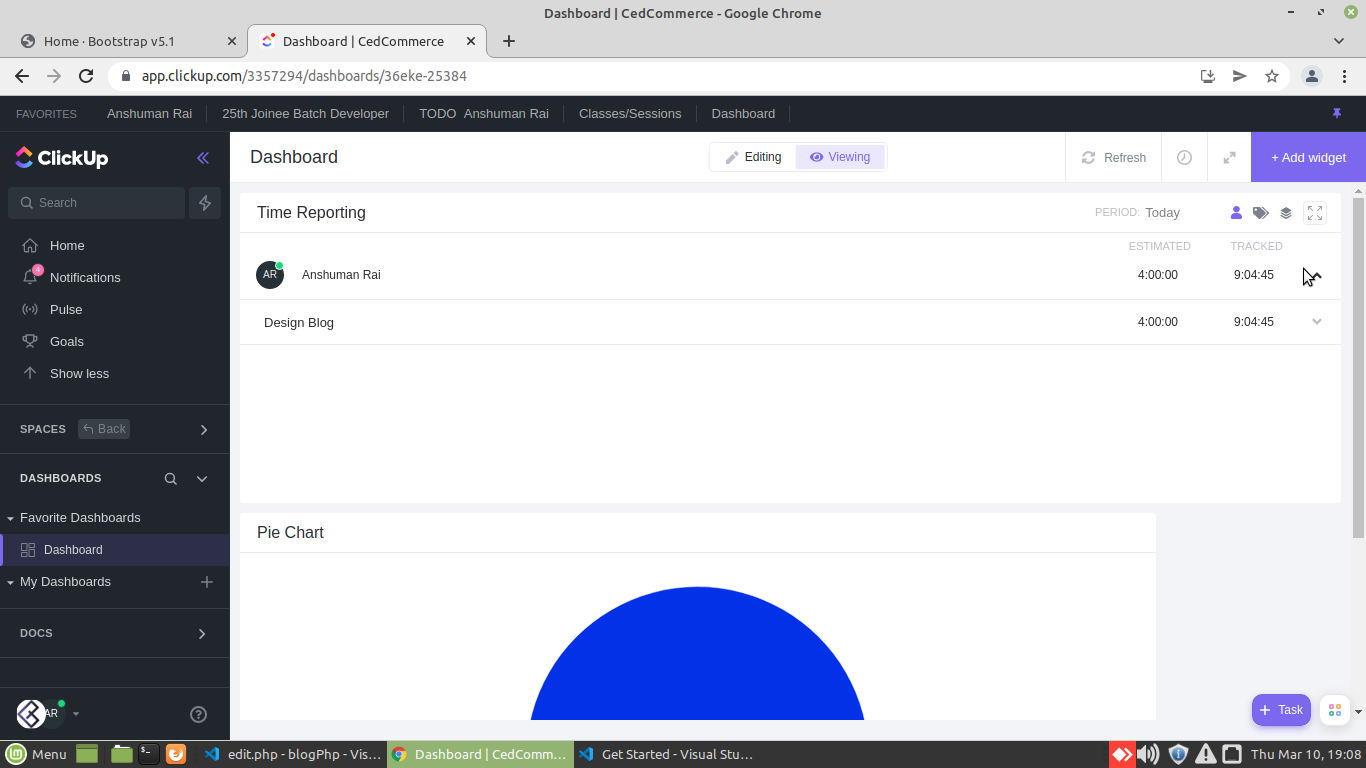 Dashboard | CedCommerce - Google Chrome
Home · Bootstrap v5.1
Dashboard | CedCommerce
app.clickup.com/3357294/dashboards/36eke-25384
FAVORITES Anshuman Rai 25th Joinee Batch Developer TODO Anshuman Rai Classes/Sessions Dashboard
ClickUp
Search
Home
4
Notifications
Pulse
Goals
Show less
SPACES Back
DASHBOARDS
Favorite Dashboards
Dashboard
My Dashboards
DOCS
AR
Dashboard Editing Viewing Refresh + Add widget
Time Reporting PERIOD: Today
ESTIMATED TRACKED
AR Anshuman Rai 4:00:00 9:04:45
Design Blog 4:00:00 9:04:45
Pie Chart
+ Task
Menu edit.php - blogPhp - Vis... Dashboard | CedComm... Get Started - Visual Stu... Thu Mar 10, 19:08